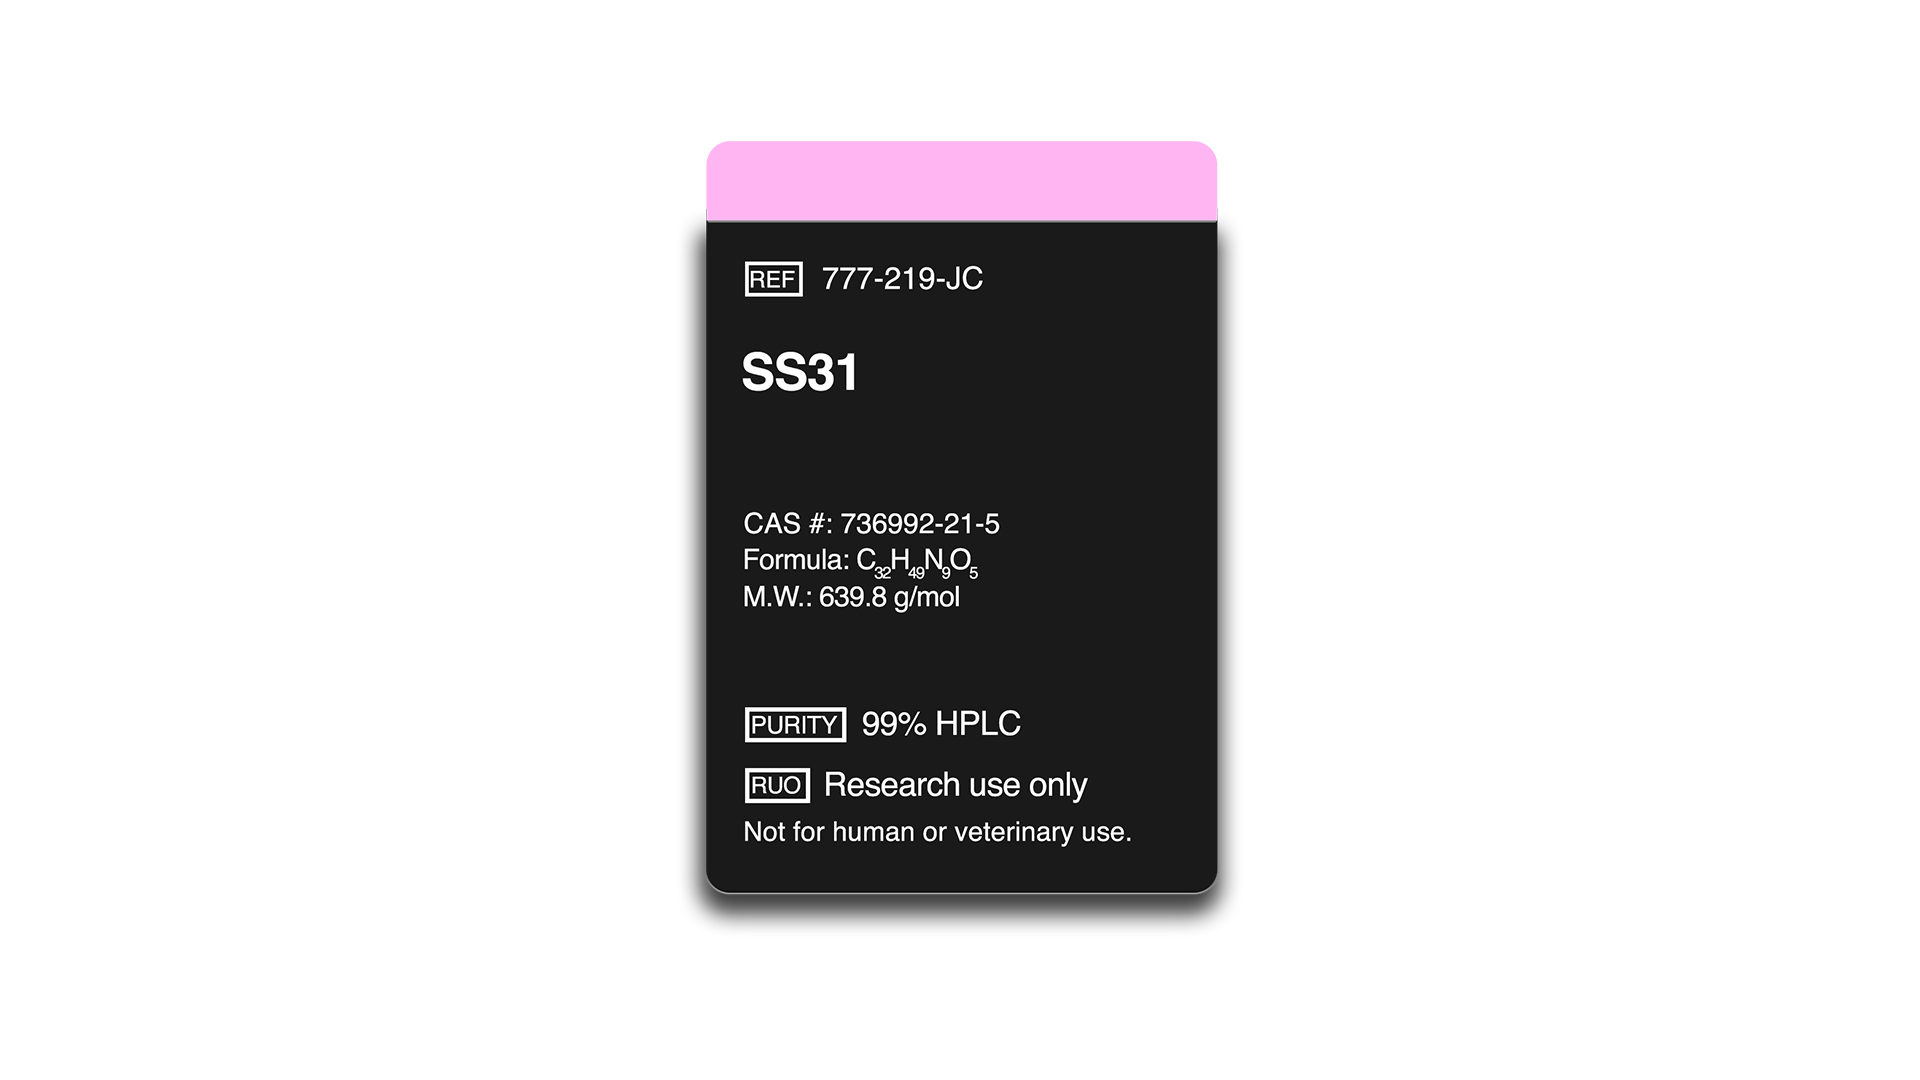 REF 777-219-JC
SS31
CAS #: 736992-21-5
Formula: C₃₂H₄₉N₉O₅
M.W.: 639.8 g/mol
PURITY 99% HPLC
RUO Research use only
Not for human or veterinary use.